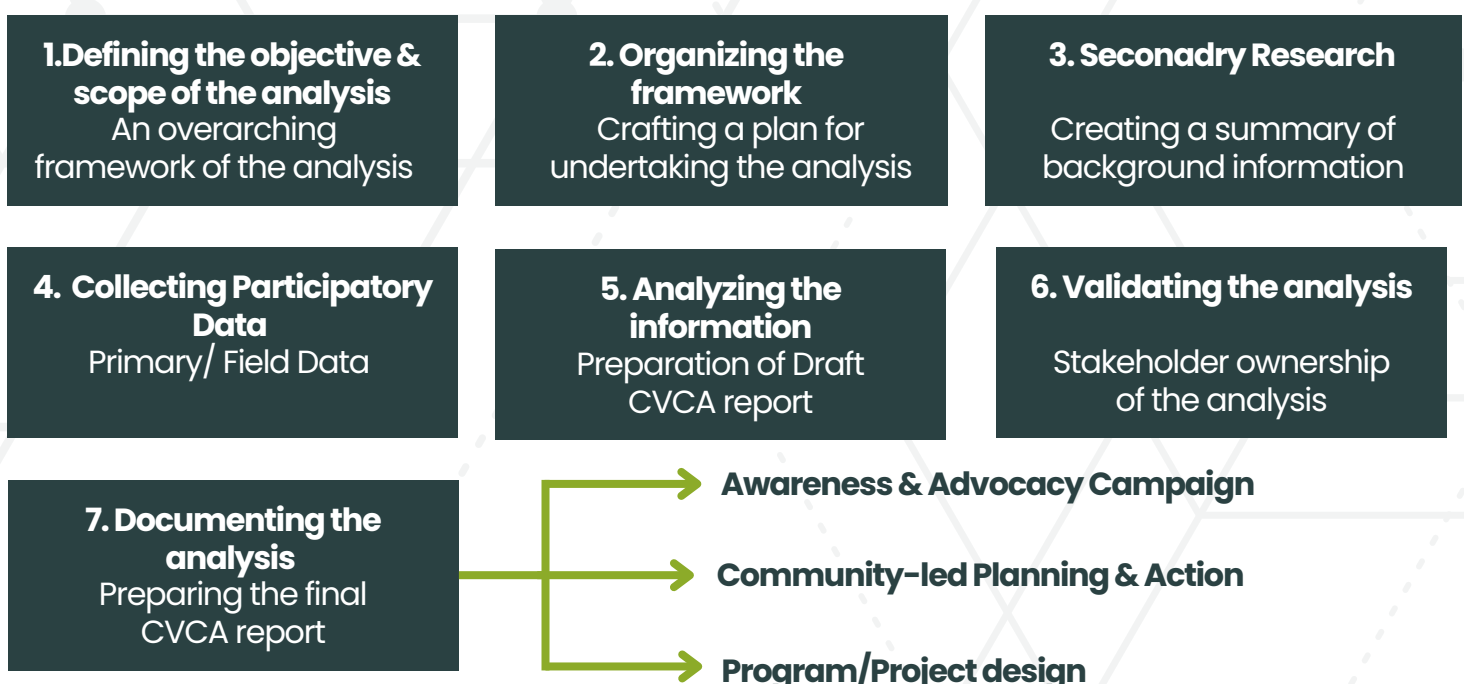 1.Defining the objective &
scope of the analysis
An overarching
framework of the analysis
2. Organizing the
framework
Crafting a plan for
undertaking the analysis
3. Seconadry Research
Creating a summary of
background information
4. Collecting Participatory
Data
Primary/ Field Data
5. Analyzing the
information
Preparation of Draft
CVCA report
6. Validating the analysis
Stakeholder ownership
of the analysis
7. Documenting the
analysis
Preparing the final
CVCA report
Awareness & Advocacy Campaign
Community-led Planning & Action
Program/Project design